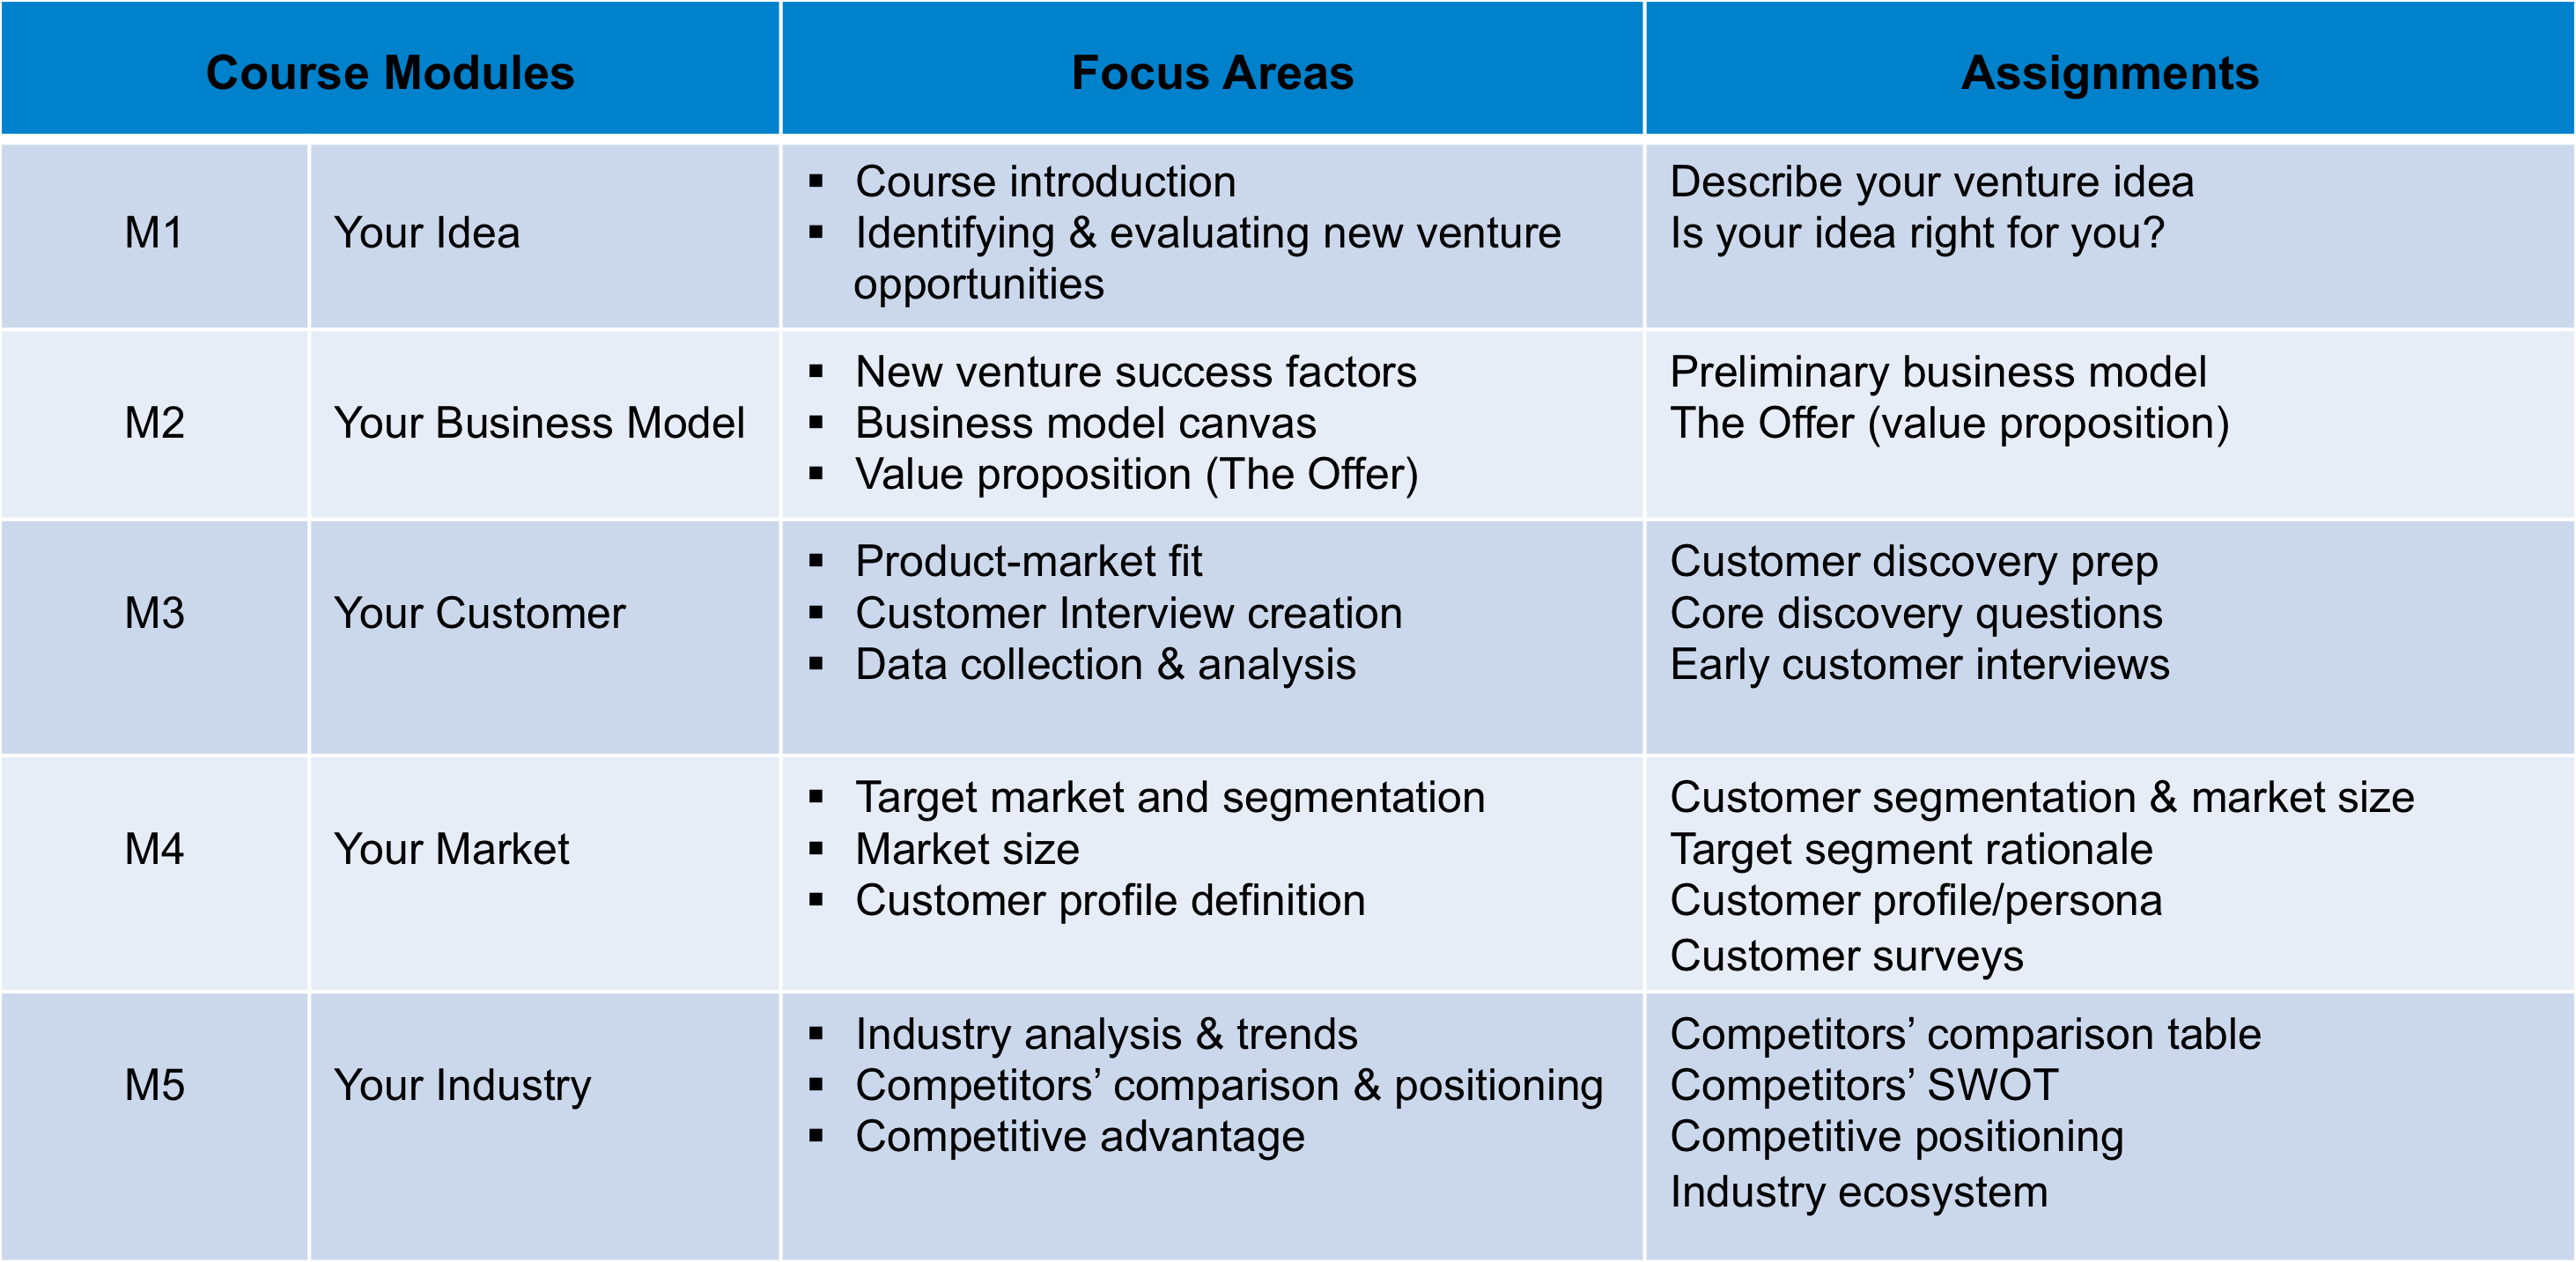 Course Modules
Focus Areas
Assignments
M1
Your Idea
▪ Course introduction
▪ Identifying & evaluating new venture
opportunities
Describe your venture idea
Is your idea right for you?
M2
Your Business Model
▪ New venture success factors
▪ Business model canvas
▪ Value proposition (The Offer)
Preliminary business model
The Offer (value proposition)
M3
Your Customer
▪ Product-market fit
▪ Customer Interview creation
▪ Data collection & analysis
Customer discovery prep
Core discovery questions
Early customer interviews
M4
Your Market
▪ Target market and segmentation
▪ Market size
▪ Customer profile definition
Customer segmentation & market size
Target segment rationale
Customer profile/persona
Customer surveys
M5
Your Industry
▪ Industry analysis & trends
▪ Competitors’ comparison & positioning
▪ Competitive advantage
Competitors’ comparison table
Competitors’ SWOT
Competitive positioning
Industry ecosystem